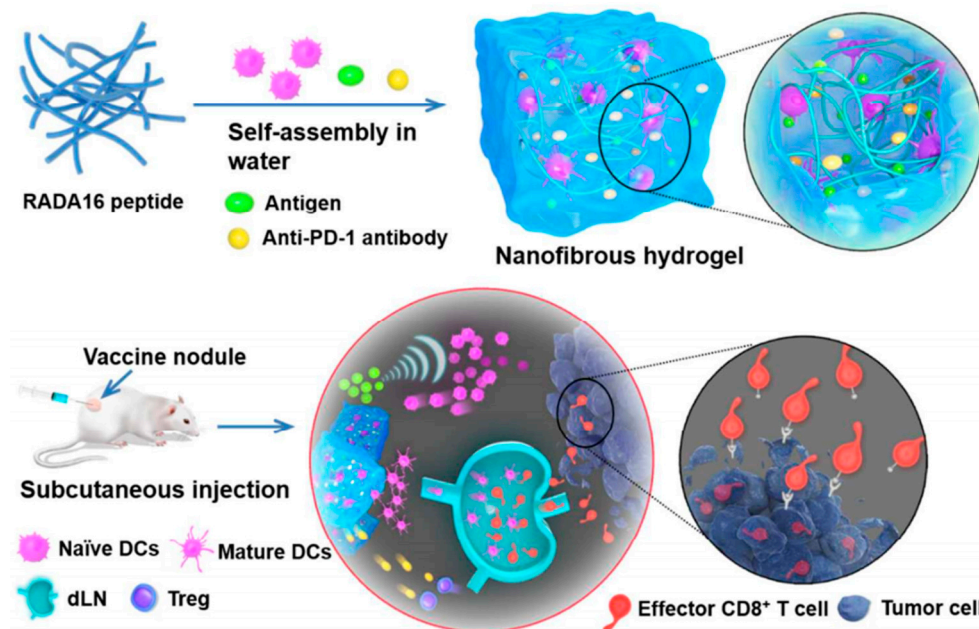 RADA16 peptide
Self-assembly in
water
Antigen
Anti-PD-1 antibody
Nanofibrous hydrogel
Vaccine nodule
Subcutaneous injection
Naïve DCs
Mature DCs
dLN
Treg
Effector CD8⁺ T cell
Tumor cel